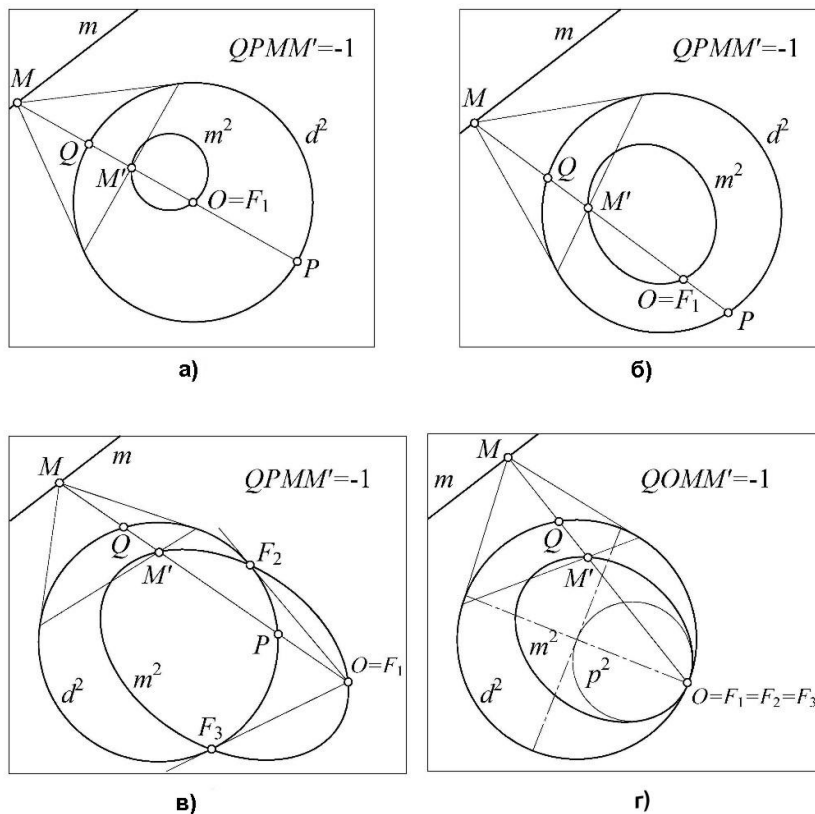 m
QPMM'=-1
M
Q
m²
d²
M'
O=F₁
P
а)
m
QPMM'=-1
M
d²
Q
M'
m²
O=F₁
P
б)
M
m
QPMM'=-1
Q
F₂
M'
P
O=F₁
d²
m²
F₃
в)
M
m
QOMM'=-1
Q
M'
m²
p²
d²
O=F₁=F₂=F₃
г)